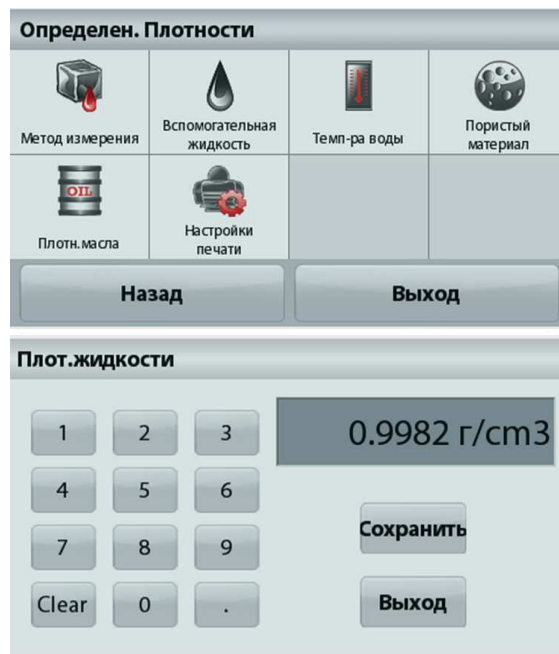 Определен. Плотности
Метод измерения
Вспомогательная
жидкость
Темп-ра воды
Пористый
материал
OIL
Плотн.масла
Настройки
печати
Назад
Выход
Плот.жидкости
0.9982 г/cm3
1 2 3
4 5 6
7 8 9
Clear 0 .
Сохранить
Выход